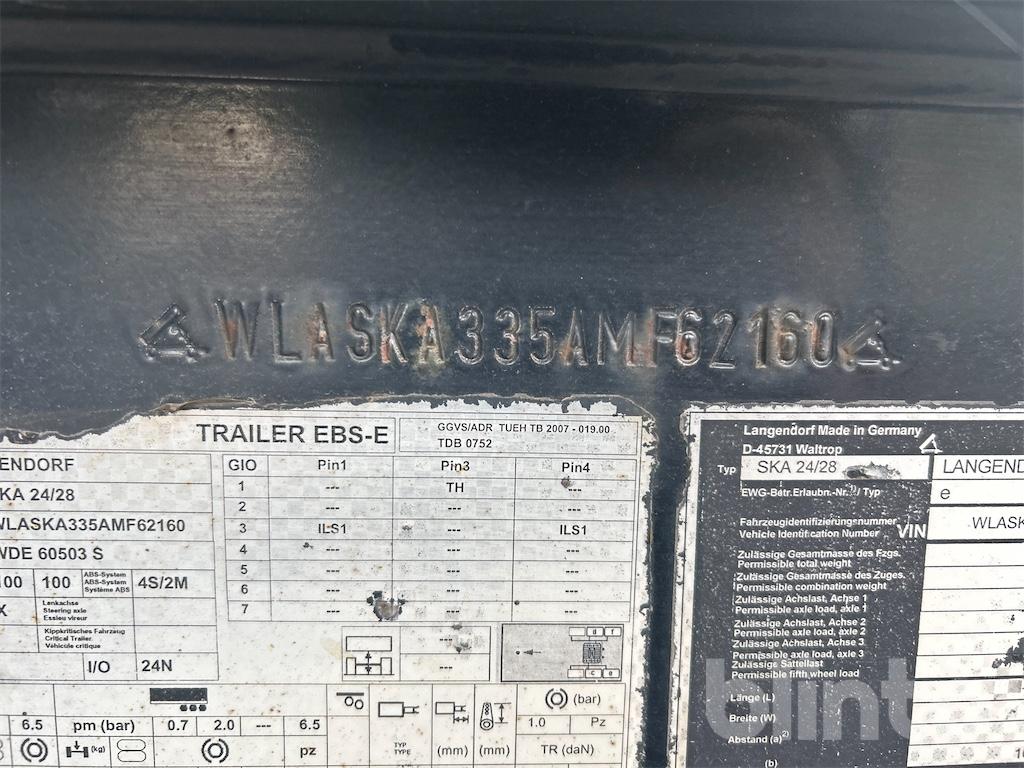 WLASKA335AMF62160
TRAILER EBS-E
GGVS/ADR TUEH TB 2007 - 019.00
TDB 0752
ENDORF
KA 24/28
WLASKA335AMF62160
WDE 60503 S
100 100 ABS-System ABS-System Système ABS 4S/2M
X Lenkachse Steering axle Essieu vireur
Kippkritisches Fahrzeug
Critical Trailer
Véhicule critique
I/O 24N
GIO Pin1 Pin3 Pin4
1 --- TH ---
2 --- --- ---
3 ILS1 --- ILS1
4 --- --- ---
5 --- --- ---
6 --- --- ---
7 --- --- ---
---
---
6.5 pm (bar) 0.7 2.0 --- 6.5
(kg) pz
TYP
TYPE
(mm) (mm)
(bar)
1.0 Pz
TR (daN)
Langendorf Made in Germany
D-45731 Waltrop
Typ SKA 24/28 LANGEND
EWG-Betr.Erlaubn.-Nr. 1)/ Typ e
Fahrzeugidentifizierungsnummer
Vehicle Identification Number VIN WLASK
Zulässige Gesamtmasse des Fzgs.
Permissible total weight
Zulässige Gesamtmasse des Zuges.
Permissible combination weight
Zulässige Achslast, Achse 1
Permissible axle load, axle 1
Zulässige Achslast, Achse 2
Permissible axle load, axle 2
Zulässige Achslast, Achse 3
Permissible axle load, axle 3
Zulässige Sattellast
Permissible fifth wheel load
Länge (L)
Breite (W)
Abstand (a)2)
(b)
blint